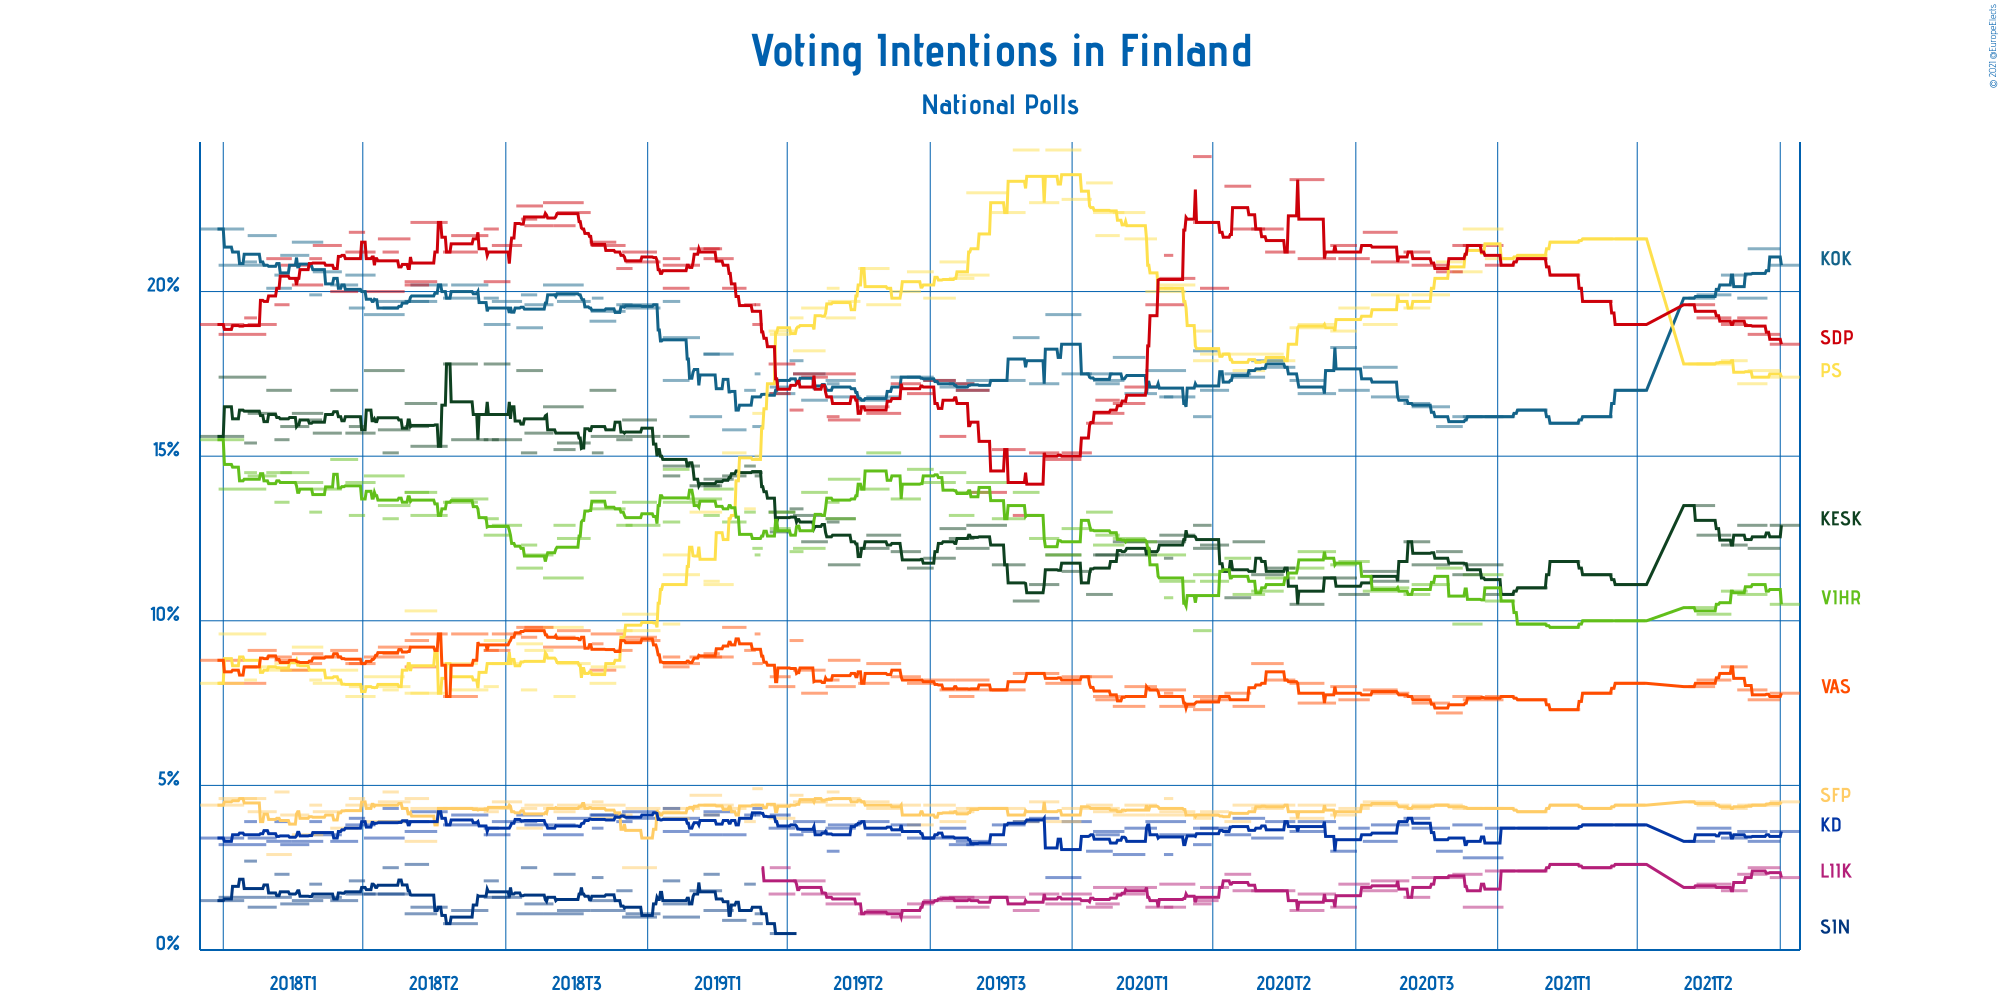 Voting Intentions in Finland
National Polls
© 2021 @EuropeElects
20%
15%
10%
5%
0%
KOK
SDP
PS
KESK
VIHR
VAS
SFP
KD
LIIK
SIN
2018T1 2018T2 2018T3 2019T1 2019T2 2019T3 2020T1 2020T2 2020T3 2021T1 2021T2